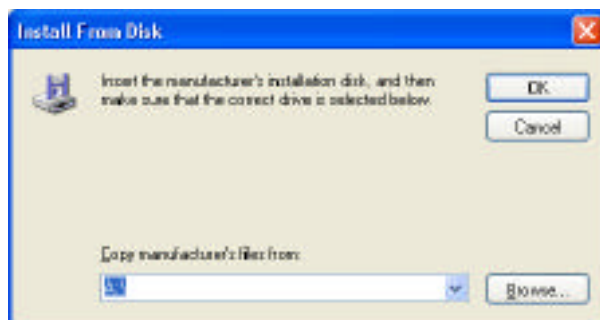 Install From Disk
Insert the manufacturer's installation disk, and then
make sure that the correct drive is selected below.
OK
Cancel
Copy manufacturer's files from:
A:\
Browse...